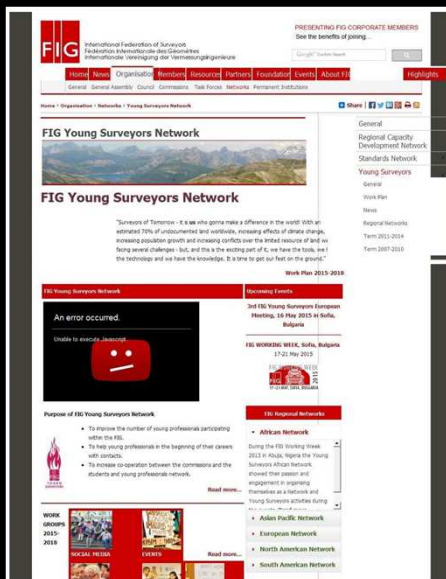 PRESENTING FIG CORPORATE MEMBERS
See the benefits of joining...
FIG
International Federation of Surveyors
Fédération Internationale des Géomètres
Internationale Vereinigung der Vermessungsingenieure
Google Custom Search
Home News Organisation Members Resources Partners Foundation Events About FIG Highlights
General General Assembly Council Commissions Task Forces Networks Permanent Institutions
Home > Organisation > Networks > Young Surveyors Network
Share
General
Regional Capacity
Development Network
Standards Network
Young Surveyors
General
Work Plan
News
Regional Networks
Term 2011-2014
Term 2007-2010
FIG Young Surveyors Network
FIG Young Surveyors Network
"Surveyors of Tomorrow - it is us who gonna make a difference in the world! With an
estimated 70% of undocumented land worldwide, increasing effects of climate change,
increasing population growth and increasing conflicts over the limited resource of land we
facing several challenges - but, and this is the exciting part of it, we have the tools, we
the technology and we have the knowledge. It is time to get our feet on the ground."
Work Plan 2015-2018
FIG Young Surveyors Network
An error occurred.
Unable to execute Javascript.
Upcoming Events
3rd FIG Young Surveyors European
Meeting, 16 May 2015 in Sofia,
Bulgaria
FIG WORKING WEEK, Sofia, Bulgaria
17-21 May 2015
Purpose of FIG Young Surveyors Network
• To improve the number of young professionals participating
within the FIG.
• To help young professionals in the beginning of their careers
with contacts.
• To increase co-operation between the commissions and the
students and young professionals network.
Read more...
FIG Regional Networks
African Network
During the FIG Working Week
2013 in Abuja, Nigeria the Young
Surveyors African Network
showed their passion and
engagement in organising
themselves as a Network and
Young Surveyors activities during
Asian Pacific Network
European Network
North American Network
South American Network
WORK
GROUPS
2015-
2018
SOCIAL MEDIA
EVENTS
Read more...